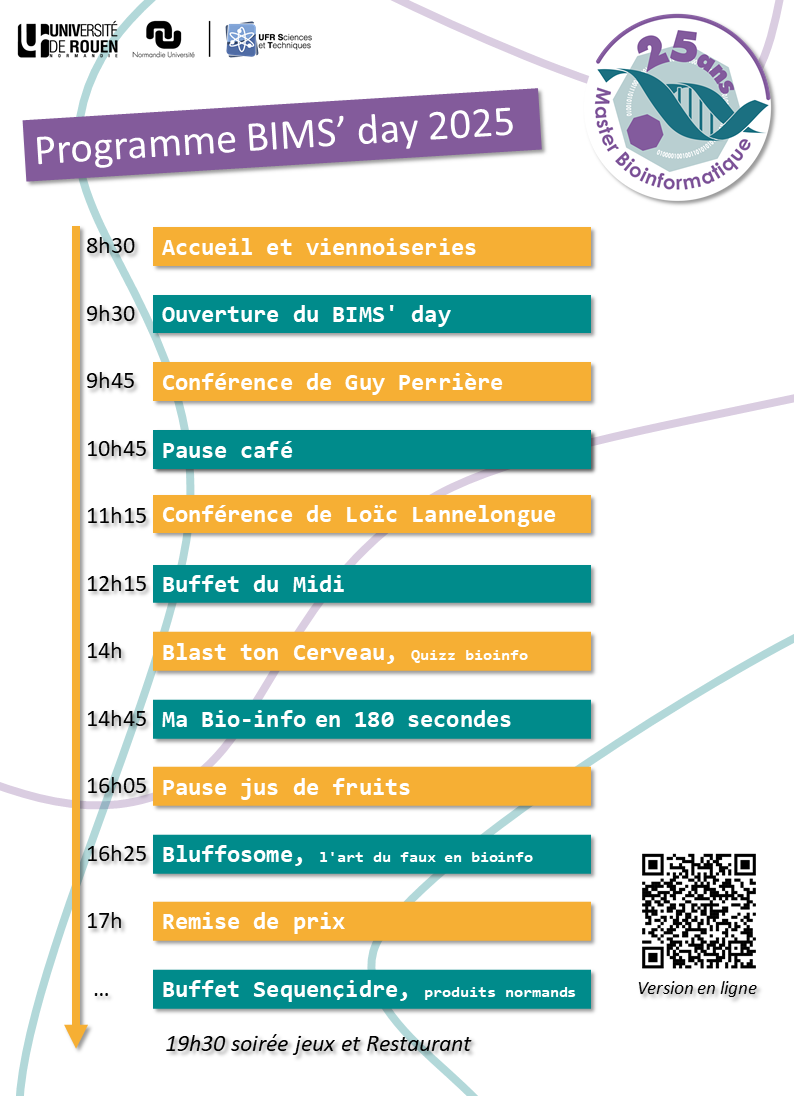 UNIVERSITÉ
DE ROUEN
NORMANDIE
Normandie Université
UFR Sciences
et Techniques
25 ans
Master Bioinformatique
Programme BIMS’ day 2025
8h30 Accueil et viennoiseries
9h30 Ouverture du BIMS' day
9h45 Conférence de Guy Perrière
10h45 Pause café
11h15 Conférence de Loïc Lannelongue
12h15 Buffet du Midi
14h Blast ton Cerveau, Quizz bioinfo
14h45 Ma Bio-info en 180 secondes
16h05 Pause jus de fruits
16h25 Bluffosome, l'art du faux en bioinfo
17h Remise de prix
... Buffet Sequençidre, produits normands
19h30 soirée jeux et Restaurant
Version en ligne